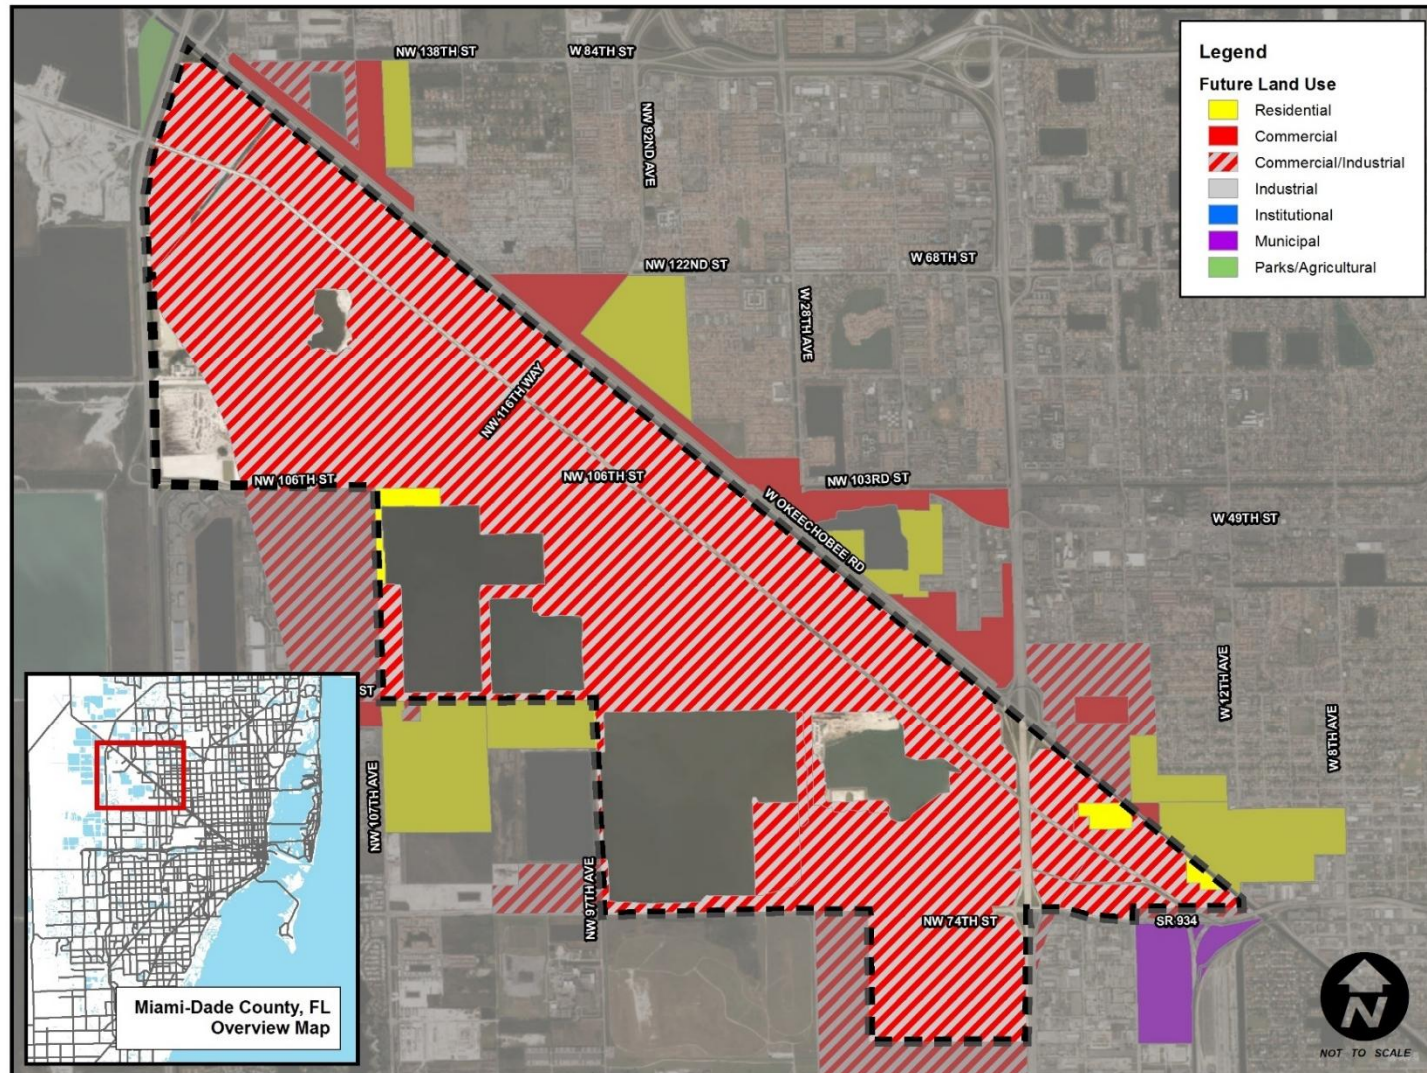 NW 138TH ST
W 84TH ST
Legend
Future Land Use
Residential
Commercial
Commercial/Industrial
Industrial
Institutional
Municipal
Parks/Agricultural
NW 92ND AVE
NW 122ND ST
W 68TH ST
W 28TH AVE
NW 116TH WAY
NW 106TH ST
NW 106TH ST
NW 103RD ST
W OKEECHOBEE RD
W 49TH ST
ST
W 12TH AVE
W 8TH AVE
NW 107TH AVE
NW 97TH AVE
NW 74TH ST
SR 934
Miami-Dade County, FL
Overview Map
N
NOT TO SCALE